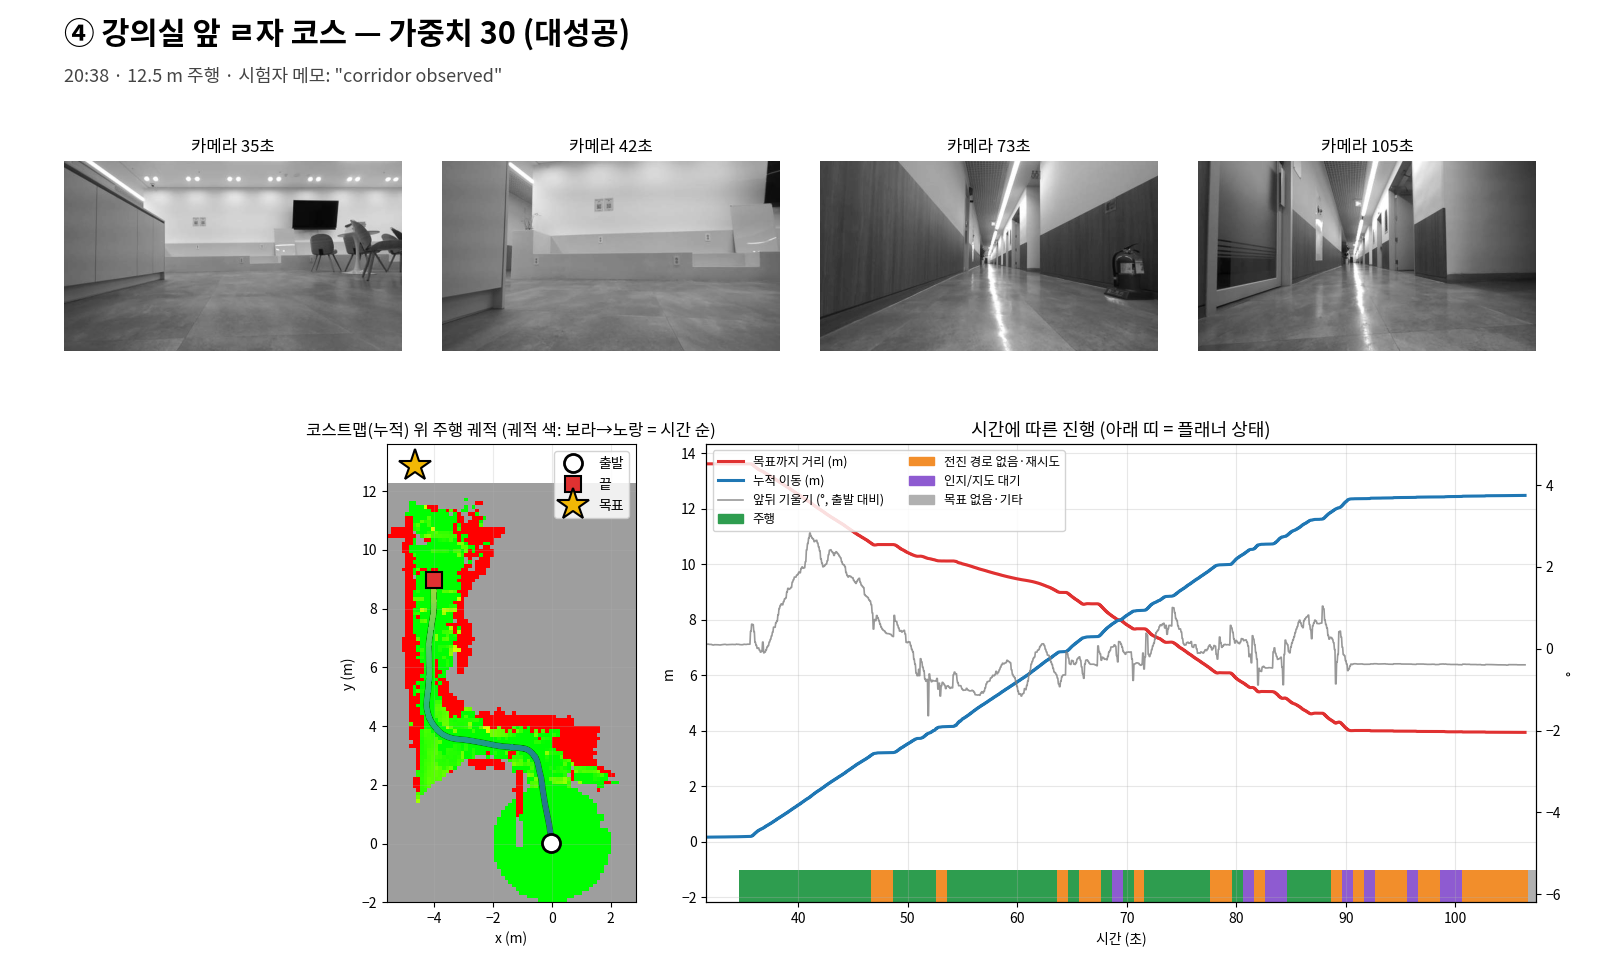 ④ 강의실 앞 ㄹ자 코스 — 가중치 30 (대성공)
20:38 · 12.5 m 주행 · 시험자 메모: "corridor observed"
카메라 35초
카메라 42초
카메라 73초
카메라 105초
코스트맵(누적) 위 주행 궤적 (궤적 색: 보라→노랑 = 시간 순)
출발
끝
목표
12
10
8
6
4
2
0
−2
y (m)
−4
−2
0
2
x (m)
시간에 따른 진행 (아래 띠 = 플래너 상태)
목표까지 거리 (m)
누적 이동 (m)
앞뒤 기울기 (°, 출발 대비)
주행
전진 경로 없음·재시도
인지/지도 대기
목표 없음·기타
14
12
10
8
6
4
2
0
−2
m
4
2
0
−2
−4
−6
°
40
50
60
70
80
90
100
시간 (초)